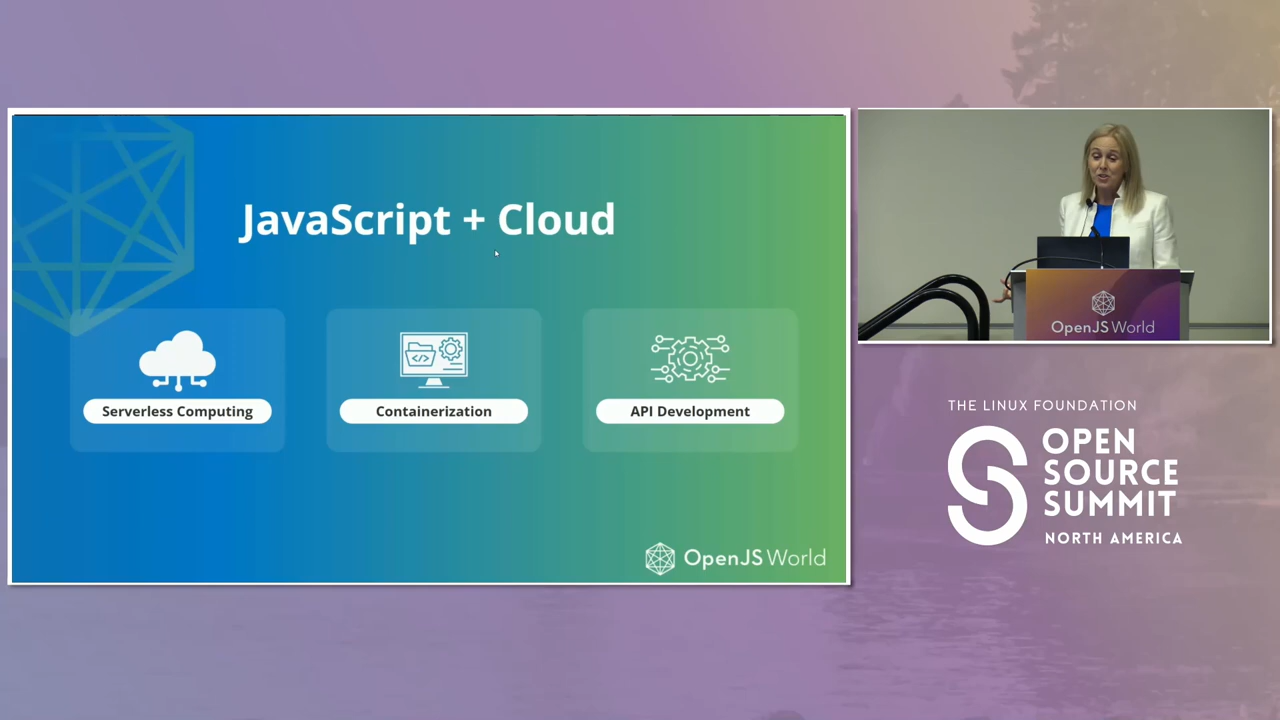 JavaScript + Cloud
Serverless Computing
Containerization
API Development
OpenJS World
OpenJS World
THE LINUX FOUNDATION
OPEN
SOURCE
SUMMIT
NORTH AMERICA